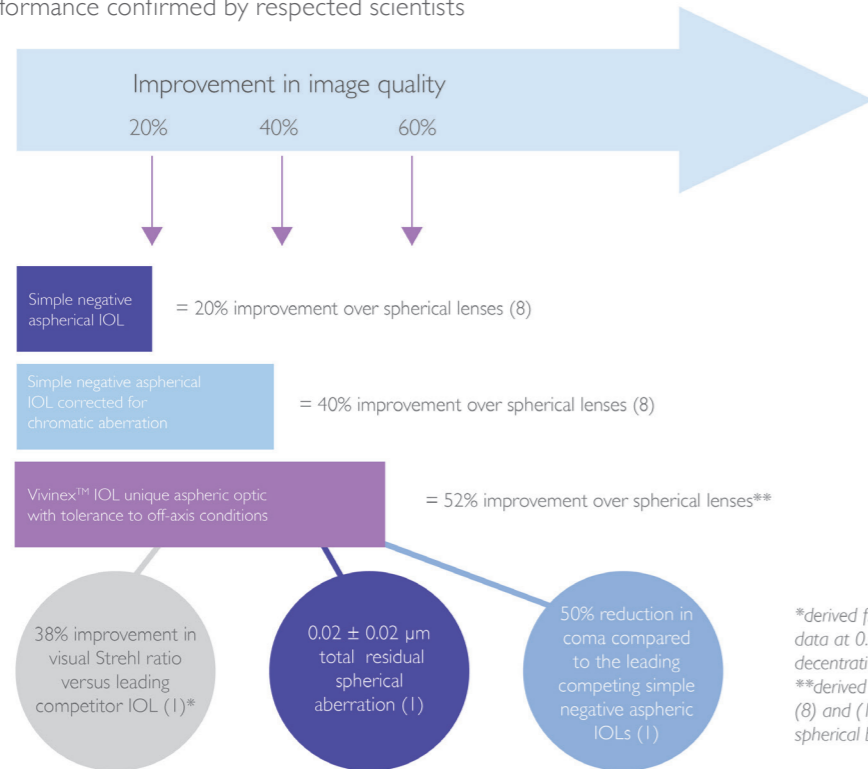 formance confirmed by respected scientists
Improvement in image quality
20% 40% 60%
Simple negative
aspherical IOL
= 20% improvement over spherical lenses (8)
Simple negative aspherical
IOL corrected for
chromatic aberration
= 40% improvement over spherical lenses (8)
Vivinex™ IOL unique aspheric optic
with tolerance to off-axis conditions
= 52% improvement over spherical lenses**
38% improvement in
visual Strehl ratio
versus leading
competitor IOL (1)*
0.02 ± 0.02 µm
total residual
spherical
aberration (1)
50% reduction in
coma compared
to the leading
competing simple
negative aspheric
IOLs (1)
*derived f
data at 0.
decentrati
**derived
(8) and (1
spherical